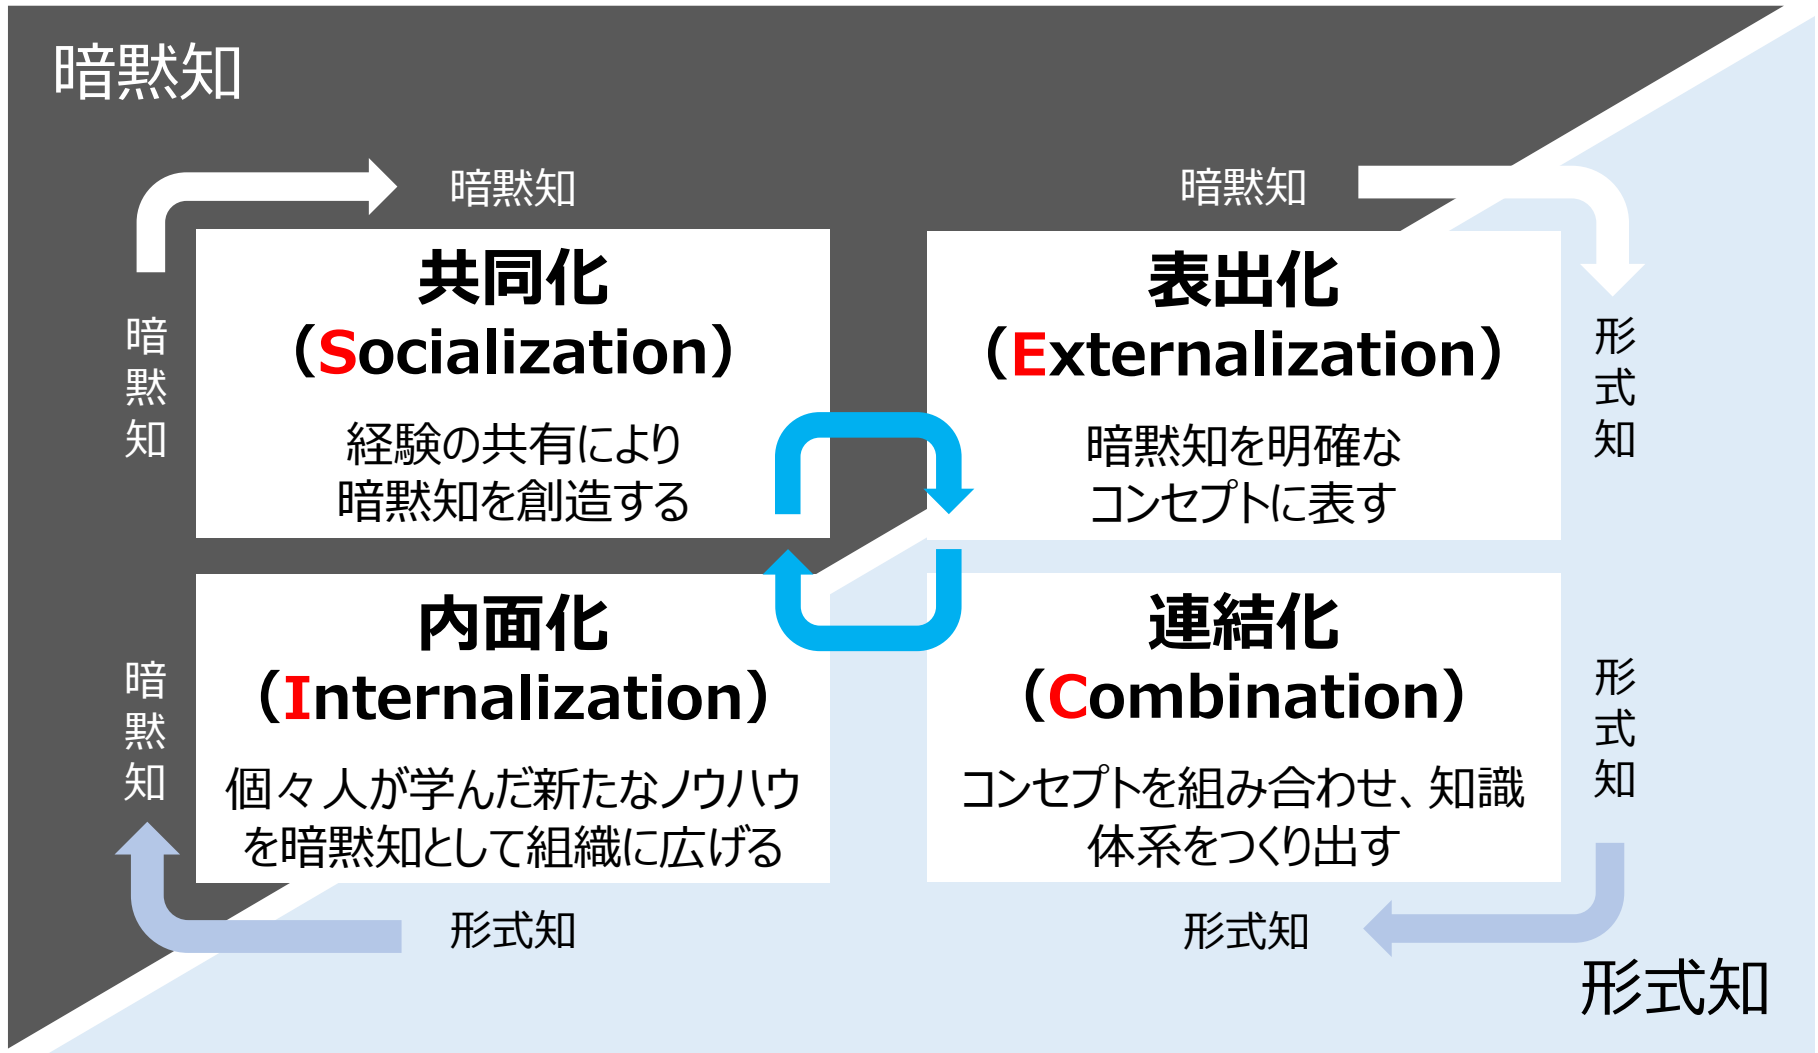 暗黙知
暗黙知
暗黙知
共同化
（Socialization）
経験の共有により
暗黙知を創造する
暗黙知
形式知
表出化
（Externalization）
暗黙知を明確な
コンセプトに表す
暗黙知
内面化
（Internalization）
個々人が学んだ新たなノウハウ
を暗黙知として組織に広げる
形式知
形式知
連結化
（Combination）
コンセプトを組み合わせ、知識
体系をつくり出す
形式知
形式知